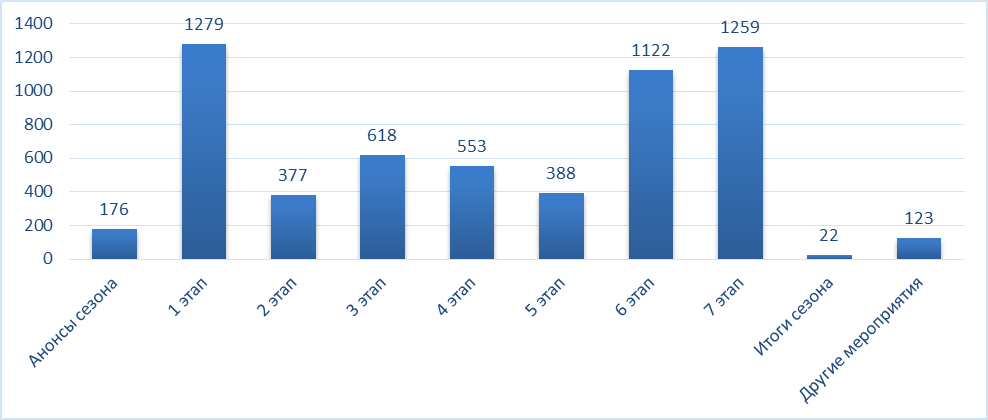 1400
1200
1000
800
600
400
200
0
176
1279
377
618
553
388
1122
1259
22
123
Анонсы сезона
1 этап
2 этап
3 этап
4 этап
5 этап
6 этап
7 этап
Итоги сезона
Другие мероприятия